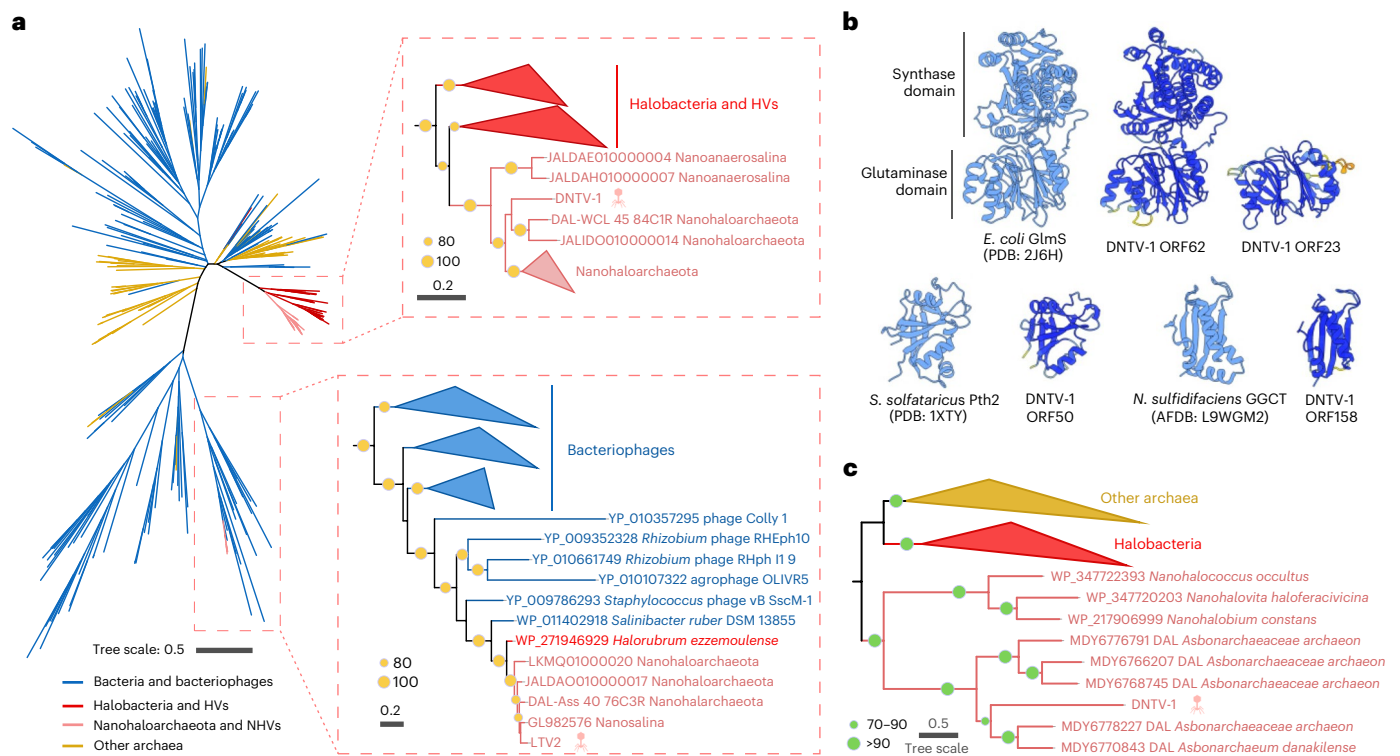 a
Halobacteria and HVs
JALDAE010000004 Nanoanaerosalina
JALDAH010000007 Nanoanaerosalina
DNTV-1
DAL-WCL 45 84C1R Nanohaloarchaeota
JALIDO010000014 Nanohaloarchaeota
Nanohaloarchaeota
80
100
0.2
Bacteriophages
YP_010357295 phage Colly 1
YP_009352328 Rhizobium phage RHEph10
YP_010661749 Rhizobium phage RHph I1 9
YP_010107322 agrophage OLIVR5
YP_009786293 Staphylococcus phage vB SscM-1
WP_011402918 Salinibacter ruber DSM 13855
WP_271946929 Halorubrum ezzemoulense
LKMQ01000020 Nanohaloarchaeota
JALDAO010000017 Nanohaloarchaeota
DAL-Ass 40 76C3R Nanohalarchaeota
GL982576 Nanosalina
LTV2
80
100
0.2
Tree scale: 0.5
Bacteria and bacteriophages
Halobacteria and HVs
Nanohaloarchaeota and NHVs
Other archaea
b
Synthase
domain
Glutaminase
domain
E. coli GlmS
(PDB: 2J6H)
DNTV-1 ORF62
DNTV-1 ORF23
S. solfataricus Pth2
(PDB: 1XTY)
DNTV-1
ORF50
N. sulfidifaciens GGCT
(AFDB: L9WGM2)
DNTV-1
ORF158
c
Other archaea
Halobacteria
WP_347722393 Nanohalococcus occultus
WP_347720203 Nanohalovita haloferacivicina
WP_217906999 Nanohalobium constans
MDY6776791 DAL Asbonarchaeaceae archaeon
MDY6766207 DAL Asbonarchaeaceae archaeon
MDY6768745 DAL Asbonarchaeaceae archaeon
DNTV-1
MDY6778227 DAL Asbonarchaeaceae archaeon
MDY6770843 DAL Asbonarchaeum danakilense
70–90
>90
0.5
Tree scale